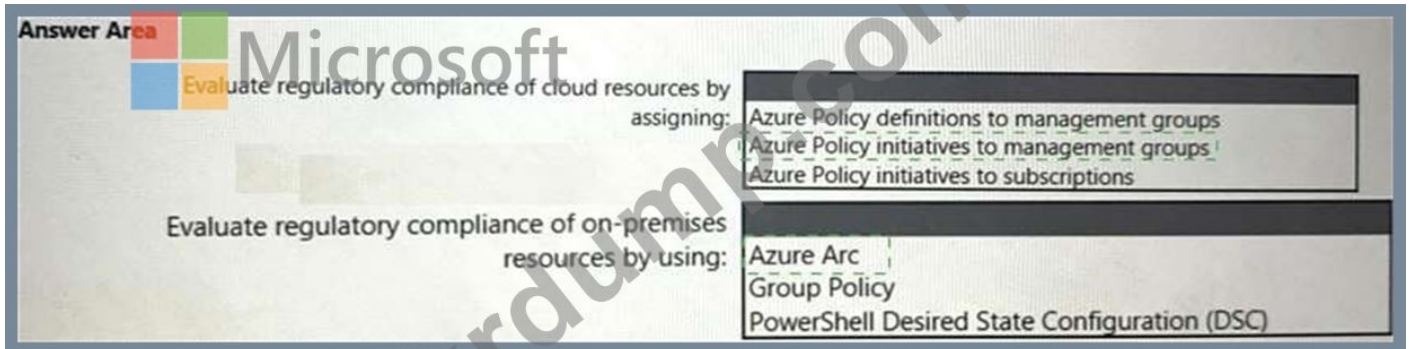 Answer Area
Microsoft
Evaluate regulatory compliance of cloud resources by
assigning:
Azure Policy definitions to management groups
Azure Policy initiatives to management groups
Azure Policy initiatives to subscriptions
Evaluate regulatory compliance of on-premises
resources by using:
Azure Arc
Group Policy
PowerShell Desired State Configuration (DSC)
rdump.com